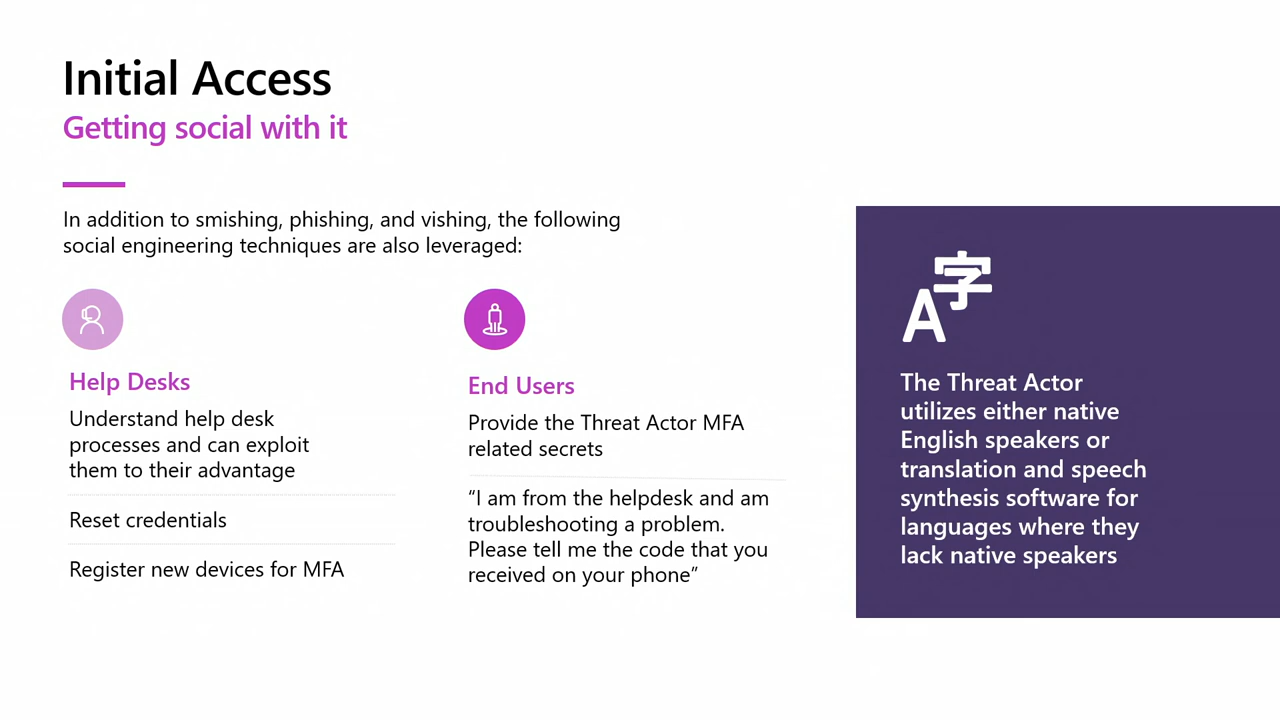 Initial Access
Getting social with it
In addition to smishing, phishing, and vishing, the following
social engineering techniques are also leveraged:
Help Desks
Understand help desk
processes and can exploit
them to their advantage
Reset credentials
Register new devices for MFA
End Users
Provide the Threat Actor MFA
related secrets
“I am from the helpdesk and am
troubleshooting a problem.
Please tell me the code that you
received on your phone”
A字
The Threat Actor
utilizes either native
English speakers or
translation and speech
synthesis software for
languages where they
lack native speakers